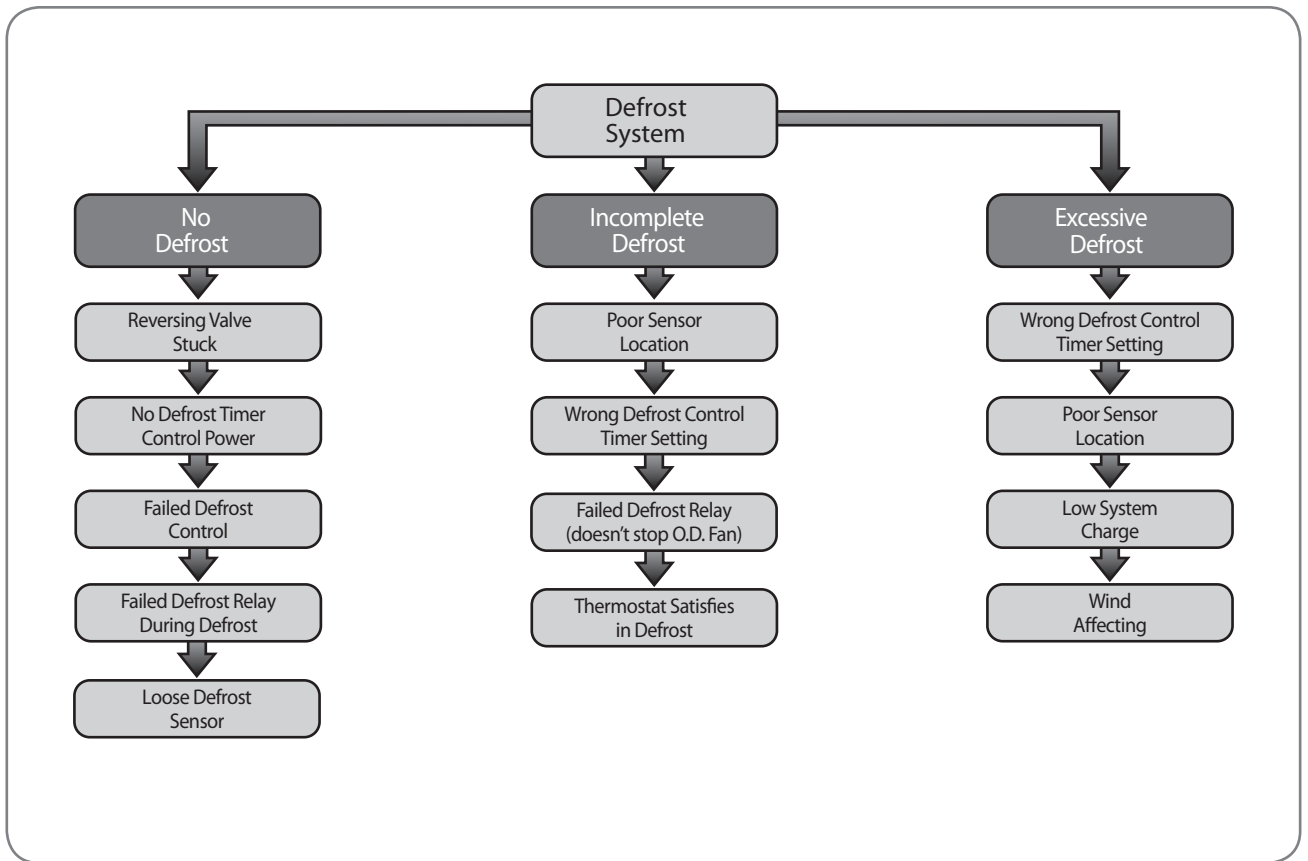 Defrost
System
No
Defrost
Reversing Valve
Stuck
No Defrost Timer
Control Power
Failed Defrost
Control
Failed Defrost Relay
During Defrost
Loose Defrost
Sensor
Incomplete
Defrost
Poor Sensor
Location
Wrong Defrost Control
Timer Setting
Failed Defrost Relay
(doesn't stop O.D. Fan)
Thermostat Satisfies
in Defrost
Excessive
Defrost
Wrong Defrost Control
Timer Setting
Poor Sensor
Location
Low System
Charge
Wind
Affecting